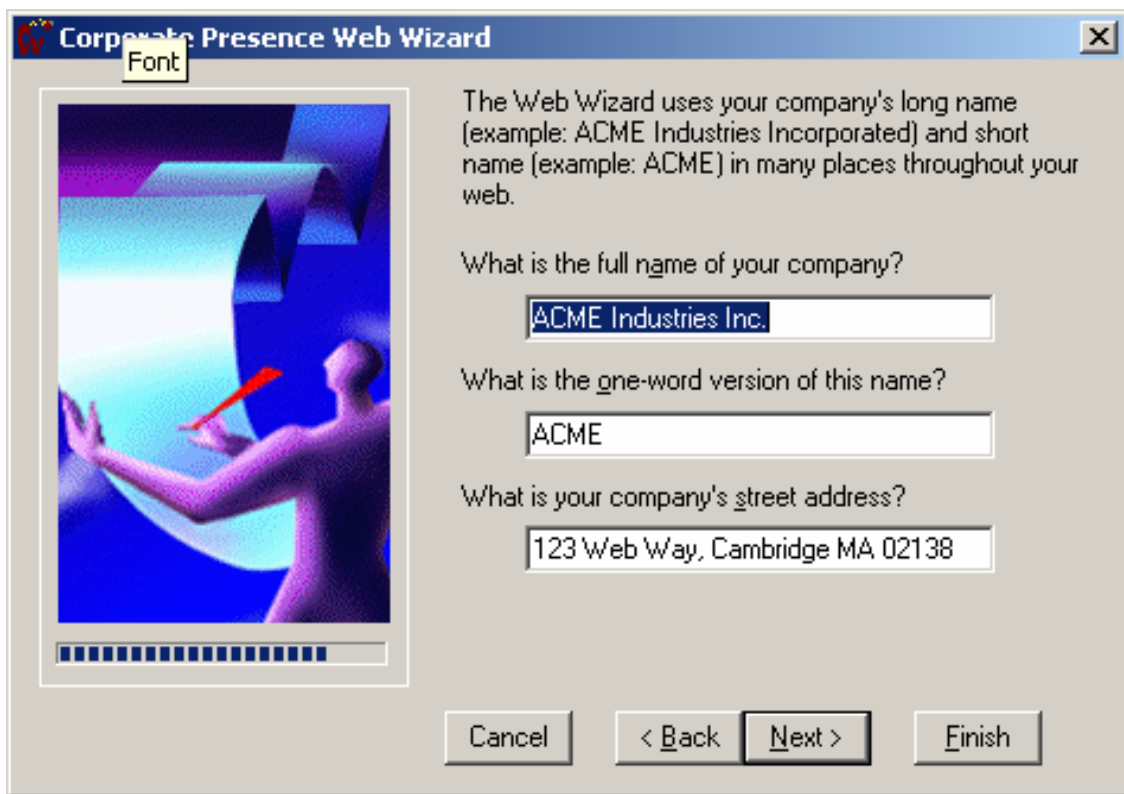 Corporate Presence Web Wizard
Font
The Web Wizard uses your company's long name
(example: ACME Industries Incorporated) and short
name (example: ACME) in many places throughout your
web.
What is the full name of your company?
ACME Industries Inc.
What is the one-word version of this name?
ACME
What is your company's street address?
123 Web Way, Cambridge MA 02138
Cancel
< Back
Next >
Finish